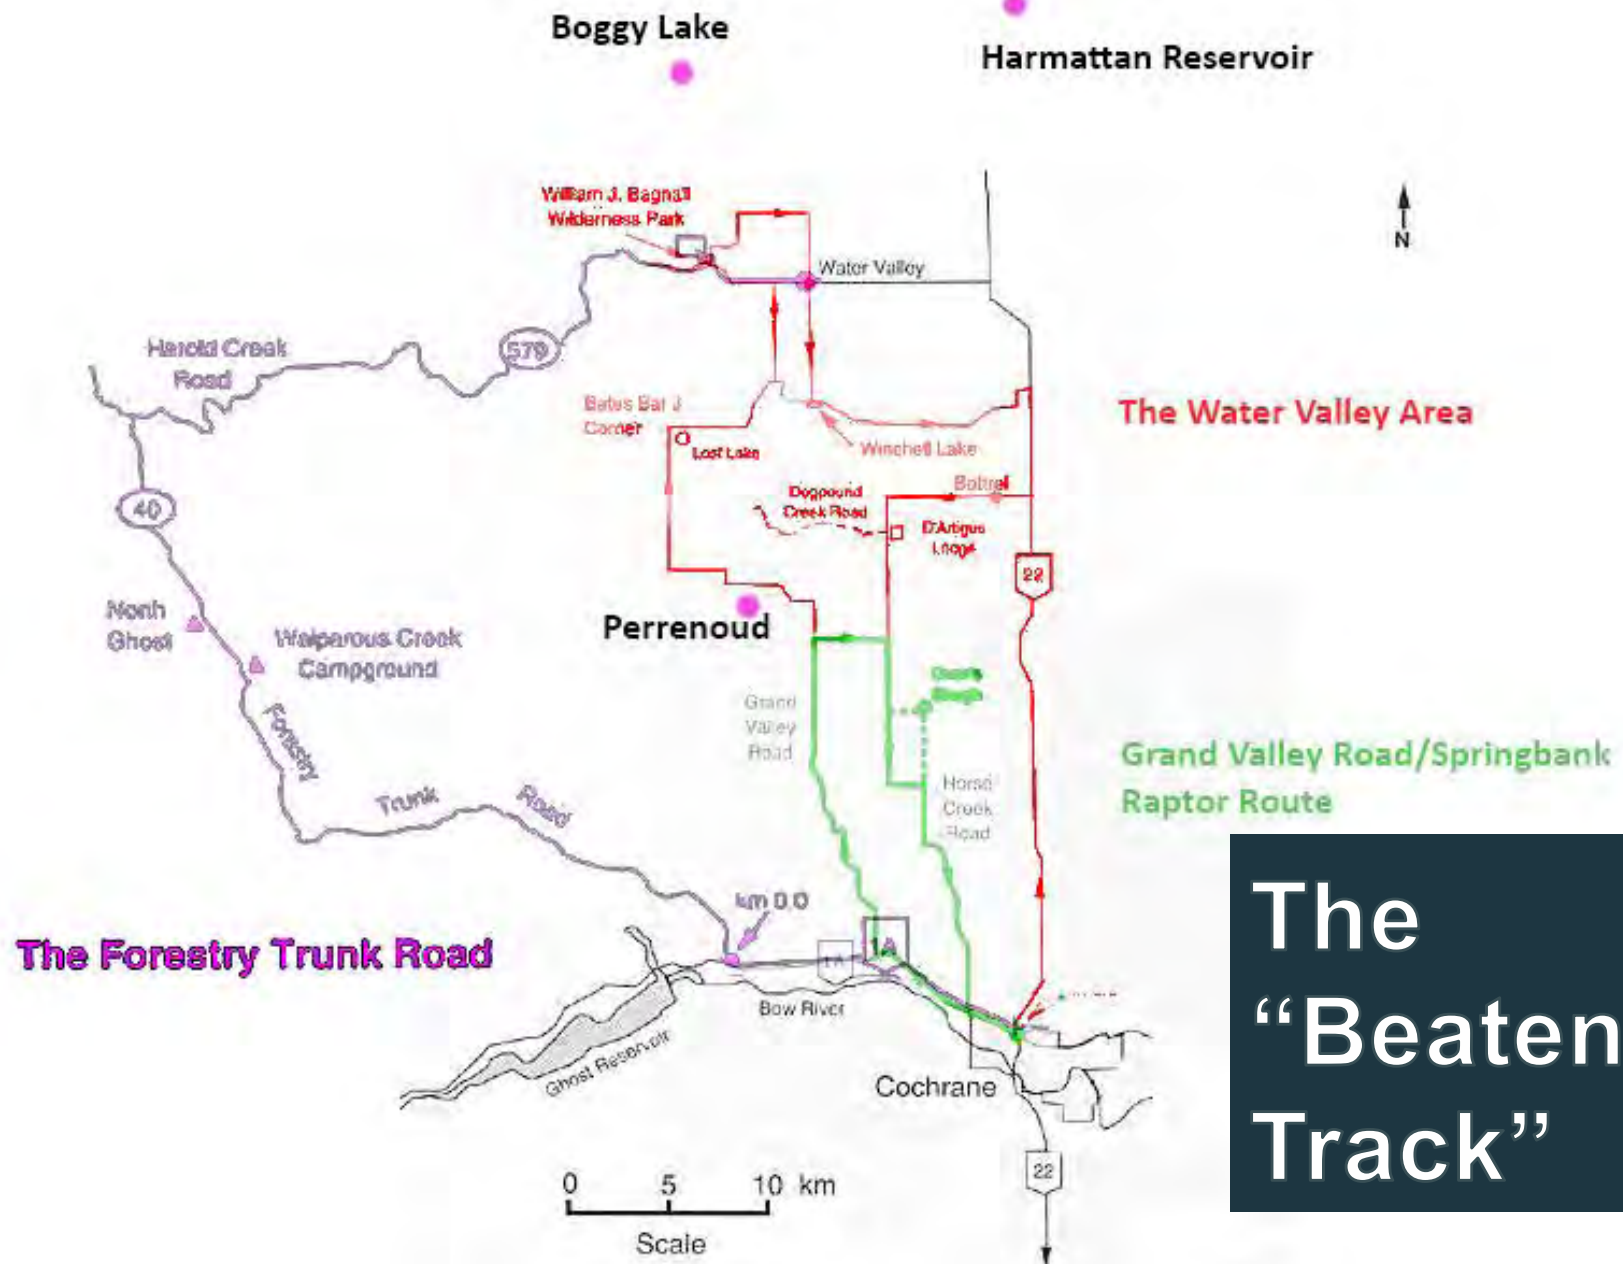 Boggy Lake
Harmattan Reservoir
William J. Bagnall
Wilderness Park
N
Water Valley
Harold Creek
Road
579
Bates Bar J
Corner
Lost Lake
Winchell Lake
The Water Valley Area
40
Dogpound
Creek Road
Bottrel
D'Artigue
Lodge
22
North
Ghost
Waiparous Creek
Campground
Perrenoud
Grand
Valley
Road
Horse
Creek
Road
Grand Valley Road/Springbank
Raptor Route
Forestry
Trunk
Road
km 0.0
The Forestry Trunk Road
1A
1A
Bow River
Ghost Reservoir
Cochrane
22
0 5 10 km
Scale
The
“Beaten
Track”